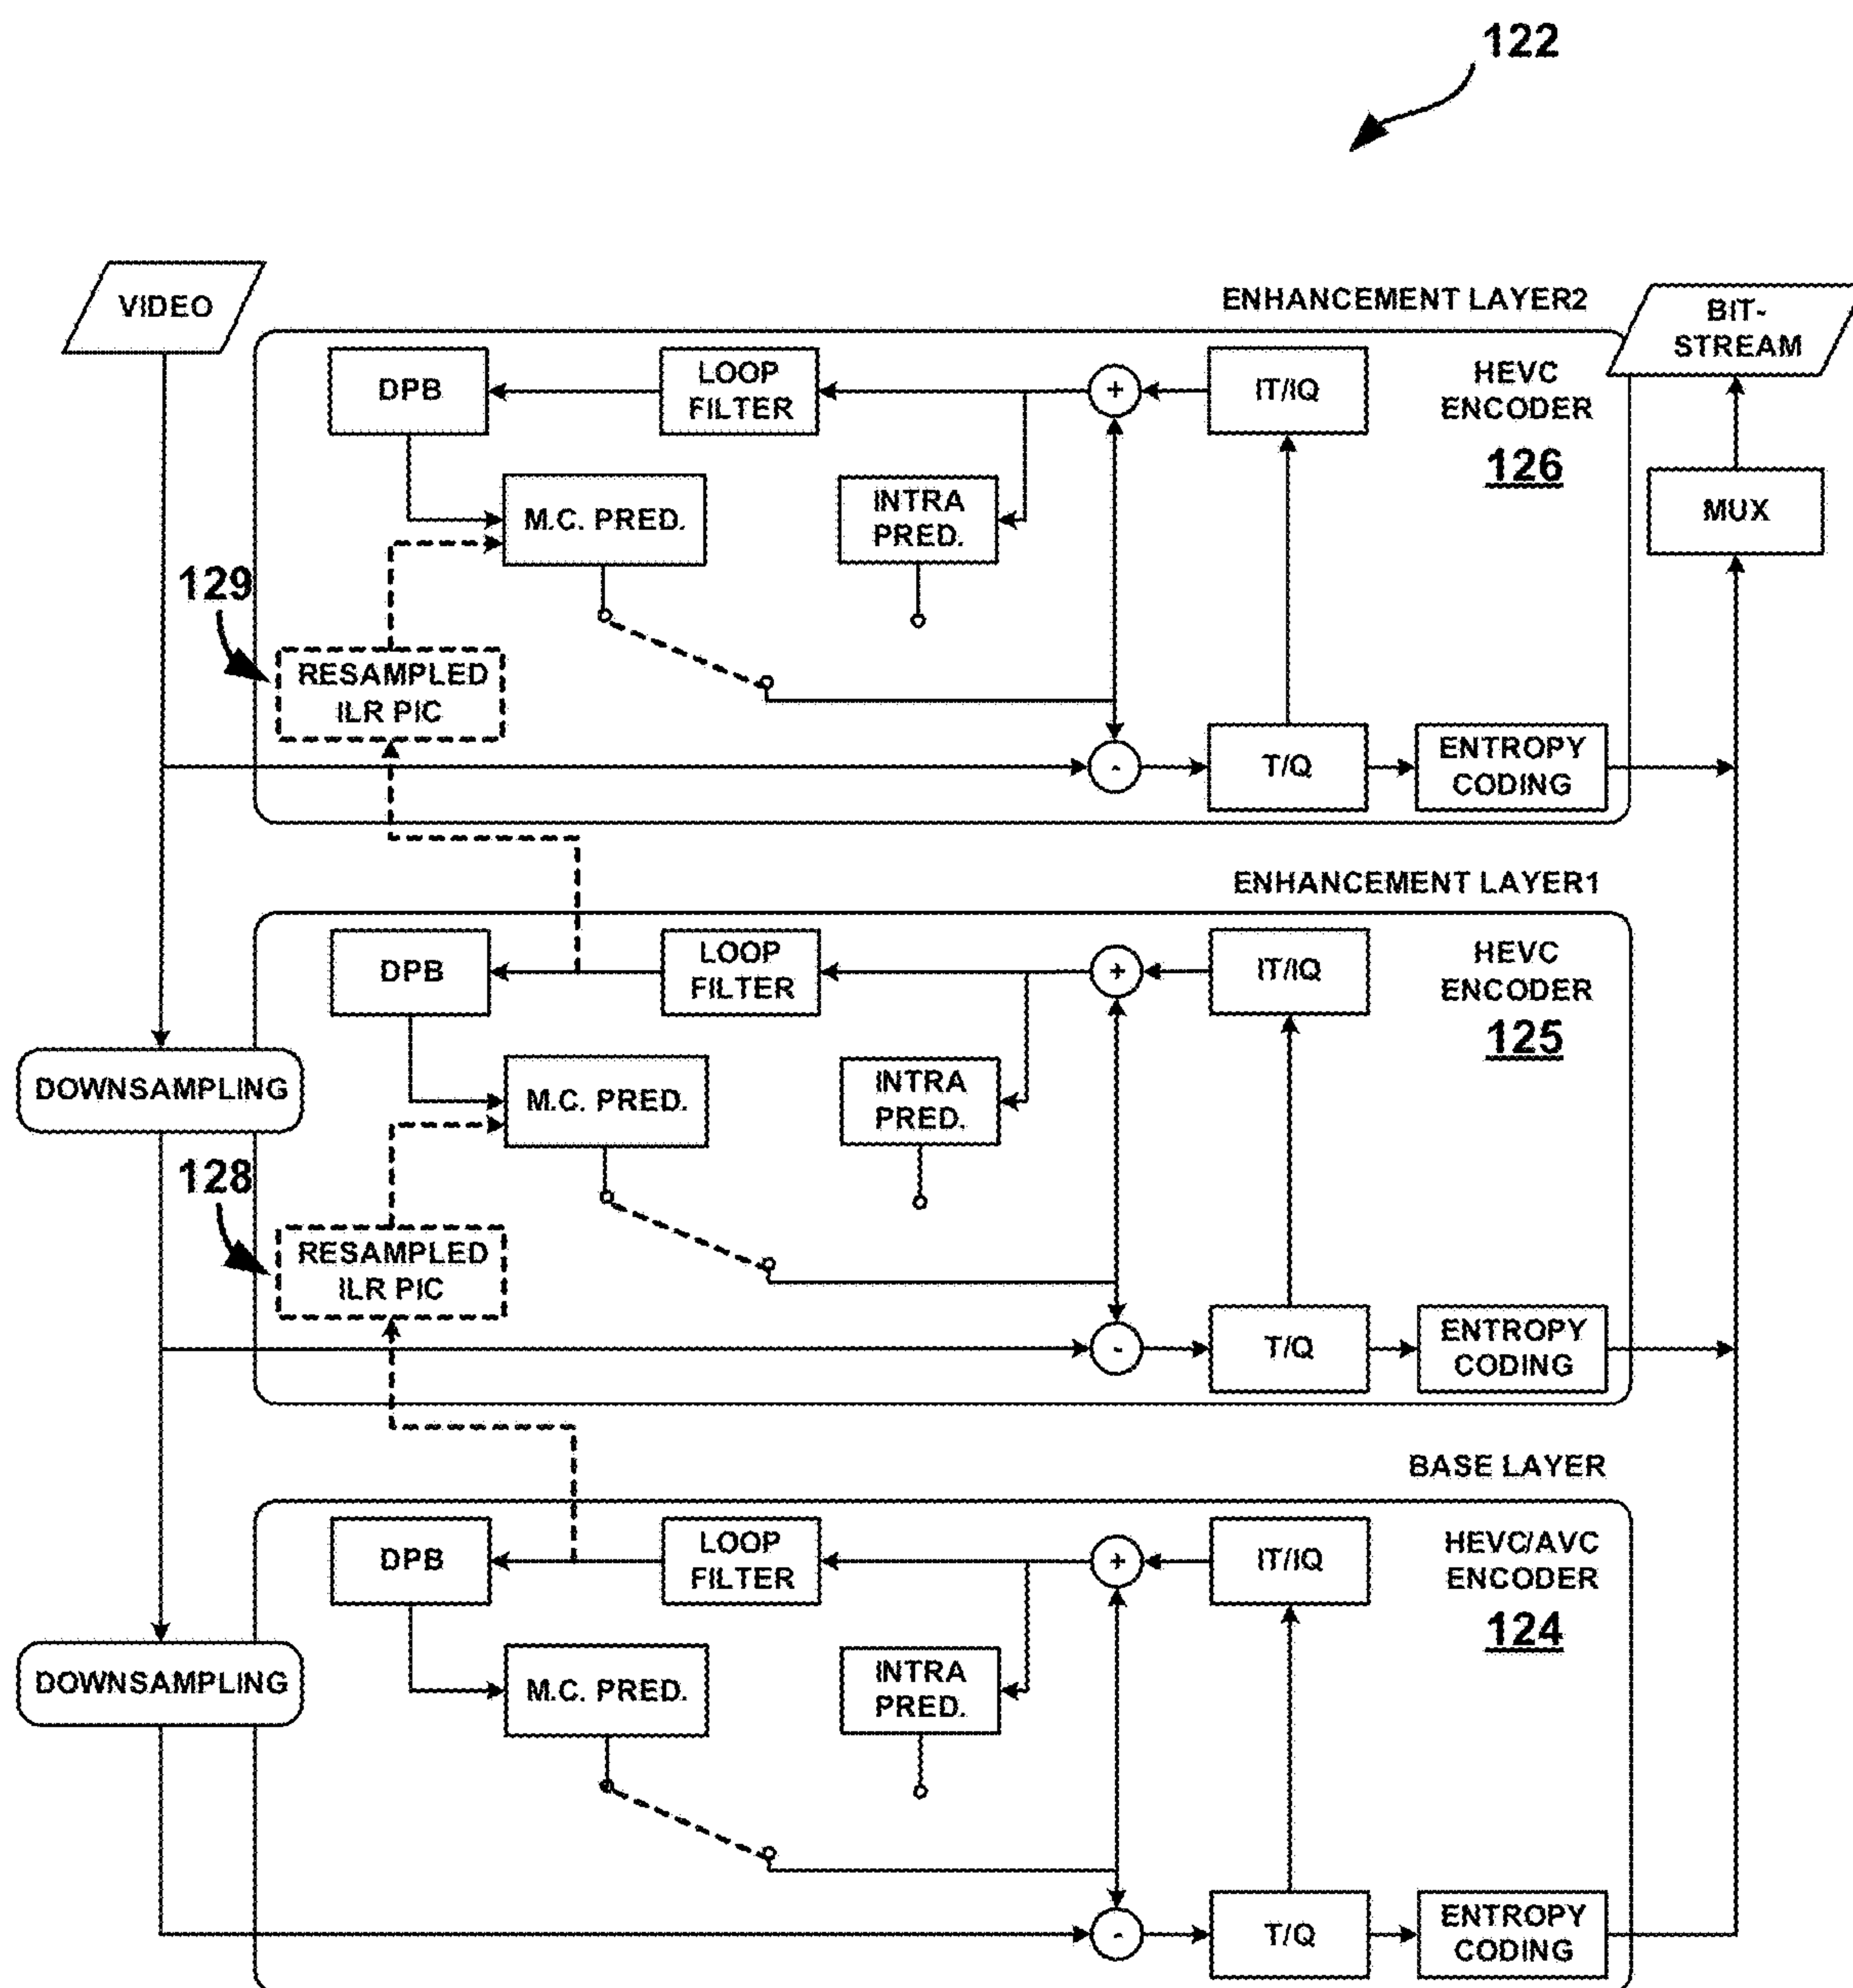 122
VIDEO
ENHANCEMENT LAYER2
BIT-
STREAM
DPB
LOOP
FILTER
+
IT/IQ
HEVC
ENCODER
126
M.C. PRED.
INTRA
PRED.
MUX
129
RESAMPLED
ILR PIC
-
T/Q
ENTROPY
CODING
ENHANCEMENT LAYER1
DPB
LOOP
FILTER
+
IT/IQ
HEVC
ENCODER
125
DOWNSAMPLING
M.C. PRED.
INTRA
PRED.
128
RESAMPLED
ILR PIC
-
T/Q
ENTROPY
CODING
BASE LAYER
DPB
LOOP
FILTER
+
IT/IQ
HEVC/AVC
ENCODER
124
DOWNSAMPLING
M.C. PRED.
INTRA
PRED.
-
T/Q
ENTROPY
CODING